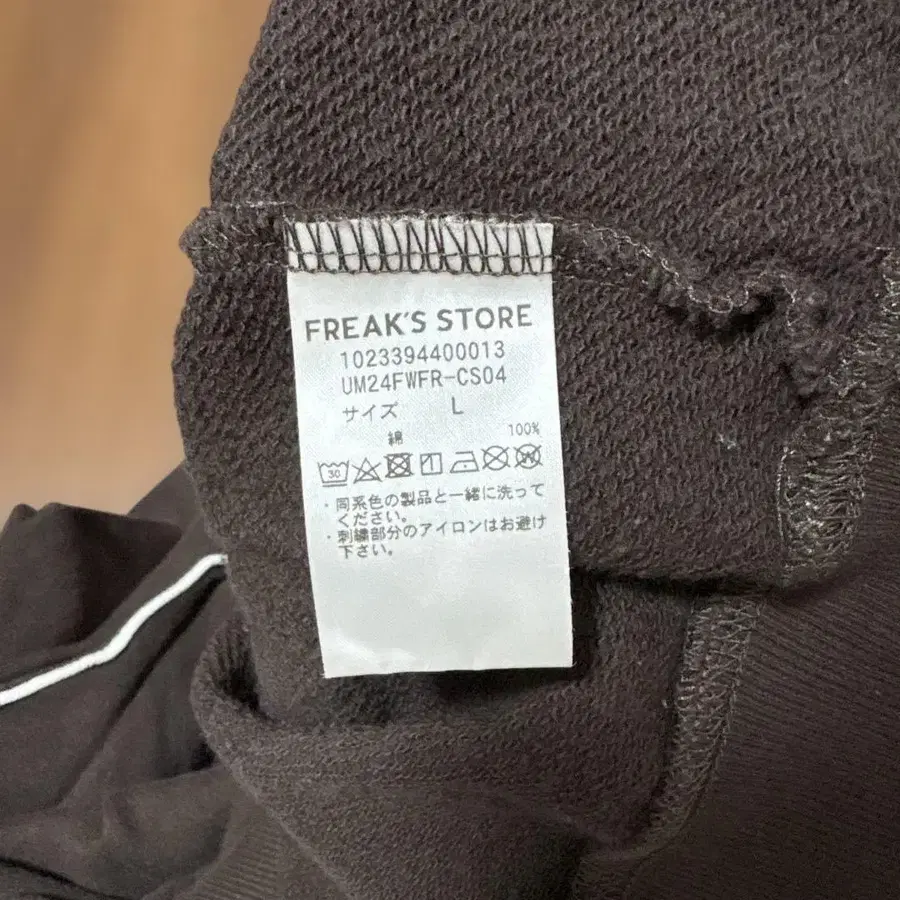 FREAK'S STORE
1023394400013
UM24FWFR-CS04
サイズ L
綿 100%
30
・同系色の製品と一緒に洗って
ください。
・刺繍部分のアイロンはお避け
下さい。